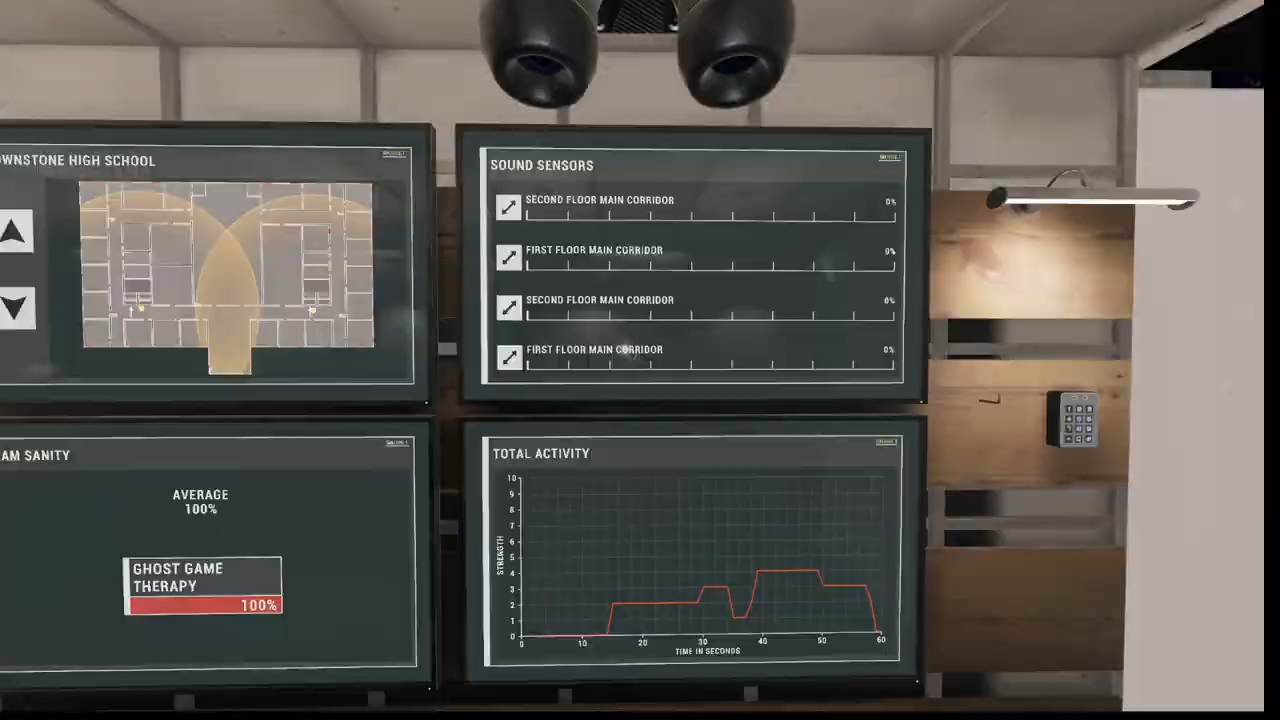 OWNSTONE HIGH SCHOOL
SOUND SENSORS
SECOND FLOOR MAIN CORRIDOR 0%
FIRST FLOOR MAIN CORRIDOR 0%
SECOND FLOOR MAIN CORRIDOR 0%
FIRST FLOOR MAIN CORRIDOR 0%
AM SANITY
AVERAGE
100%
GHOST GAME
THERAPY
100%
TOTAL ACTIVITY
10
9
8
7
6
5
4
3
2
1
0
STRENGTH
0 10 20 30 40 50 60
TIME IN SECONDS